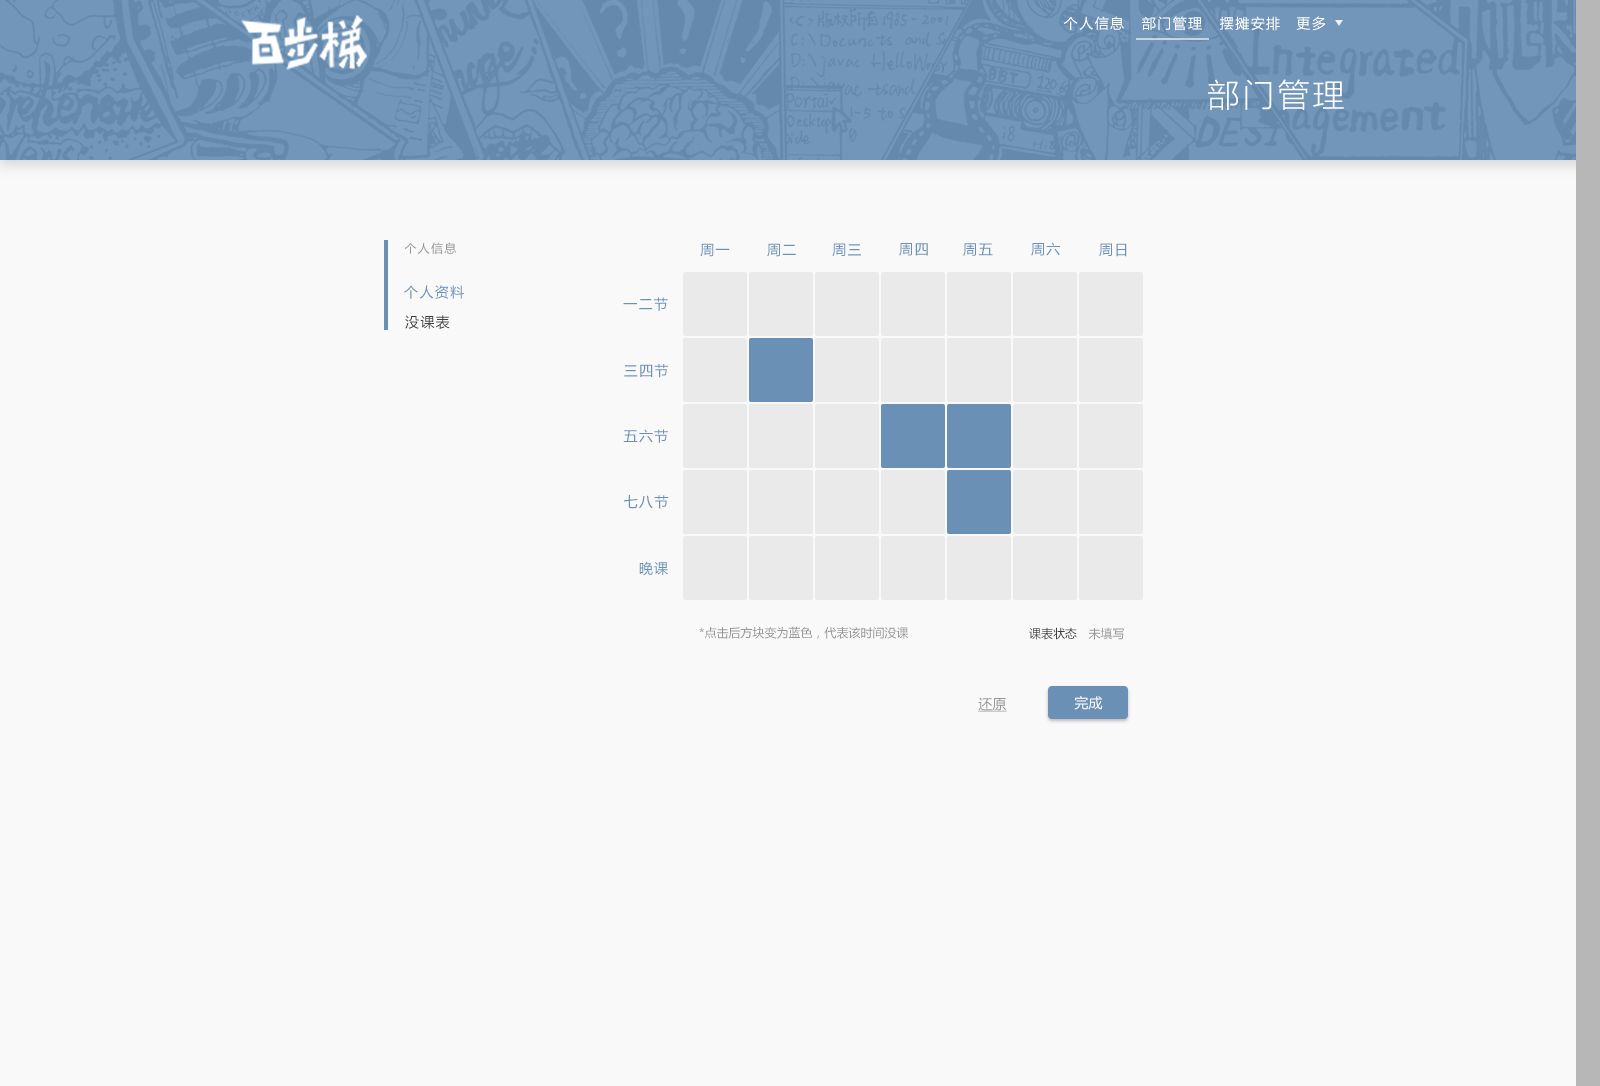 百步梯
个人信息 部门管理 摆摊安排 更多
部门管理
个人信息
个人资料
没课表
周一 周二 周三 周四 周五 周六 周日
一二节
三四节
五六节
七八节
晚课
*点击后方块变为蓝色，代表该时间没课
课表状态 未填写
还原 完成